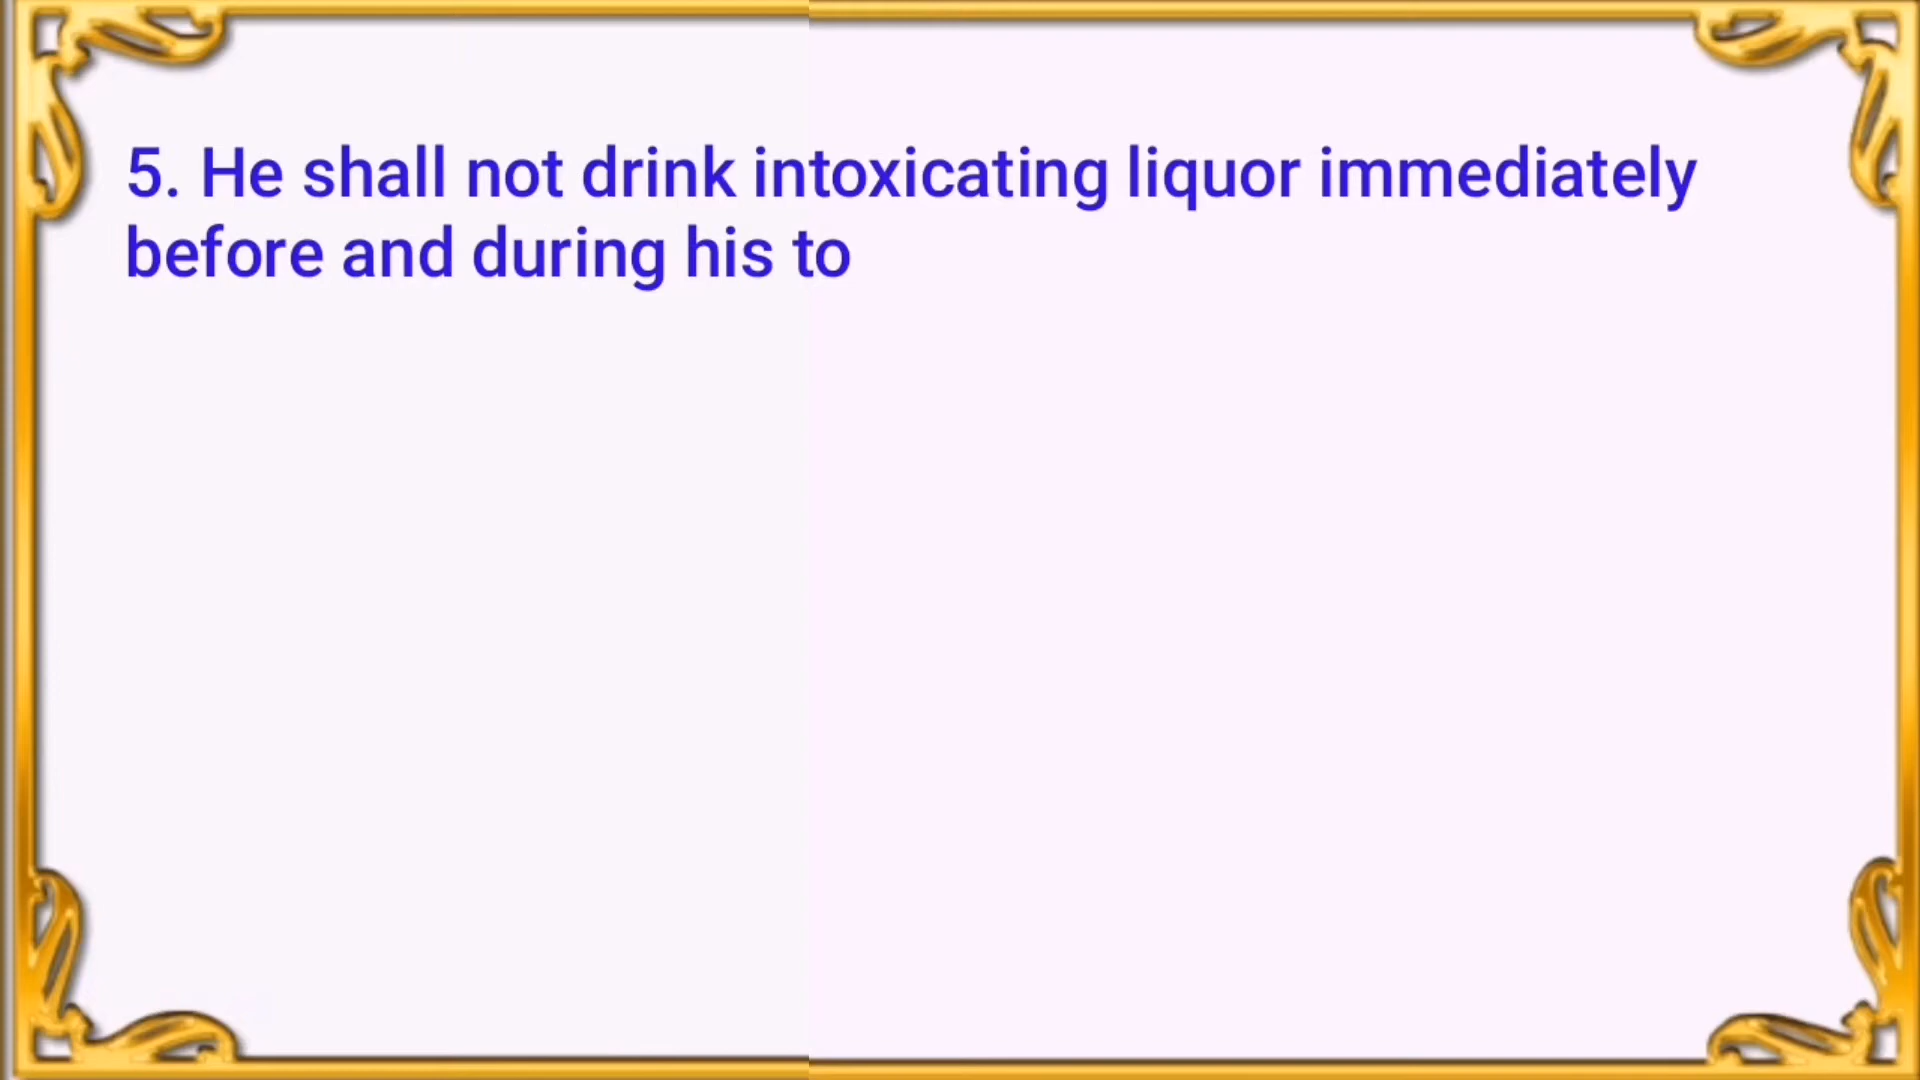 5. He shall not drink intoxicating liquor immediately
before and during his to